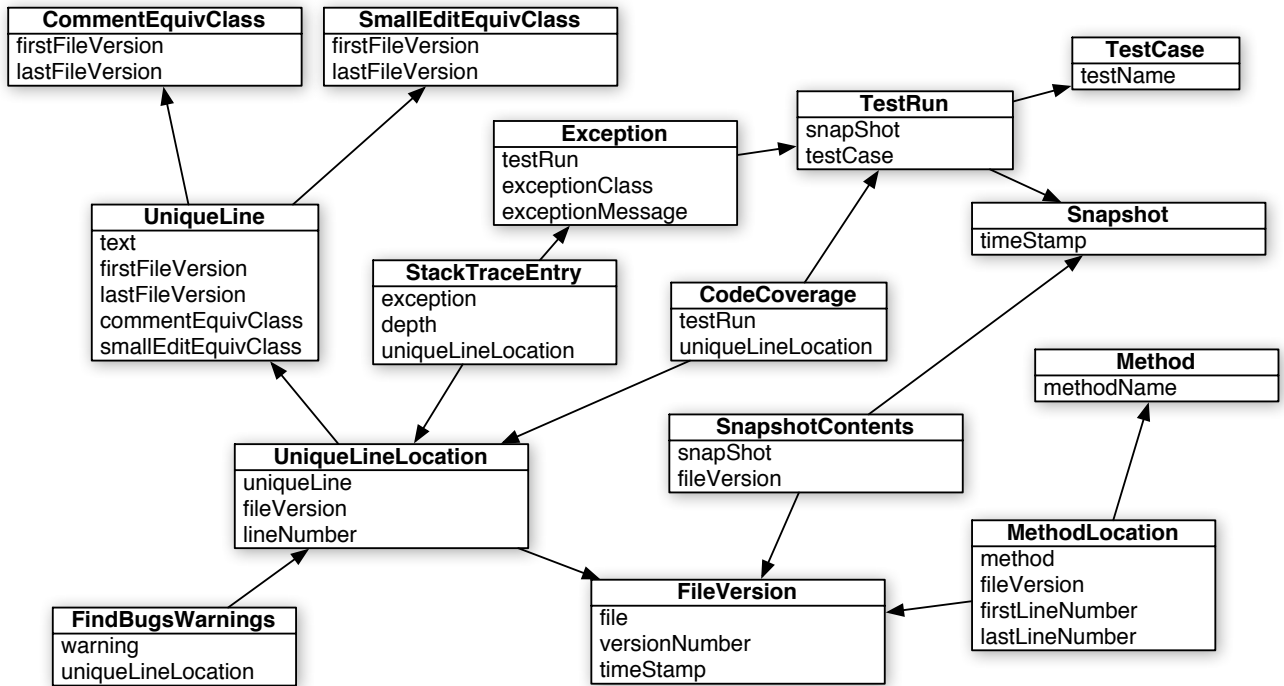 CommentEquivClass
firstFileVersion
lastFileVersion
SmallEditEquivClass
firstFileVersion
lastFileVersion
TestCase
testName
TestRun
snapShot
testCase
Exception
testRun
exceptionClass
exceptionMessage
UniqueLine
text
firstFileVersion
lastFileVersion
commentEquivClass
smallEditEquivClass
Snapshot
timeStamp
StackTraceEntry
exception
depth
uniqueLineLocation
CodeCoverage
testRun
uniqueLineLocation
Method
methodName
SnapshotContents
snapShot
fileVersion
UniqueLineLocation
uniqueLine
fileVersion
lineNumber
MethodLocation
method
fileVersion
firstLineNumber
lastLineNumber
FileVersion
file
versionNumber
timeStamp
FindBugsWarnings
warning
uniqueLineLocation